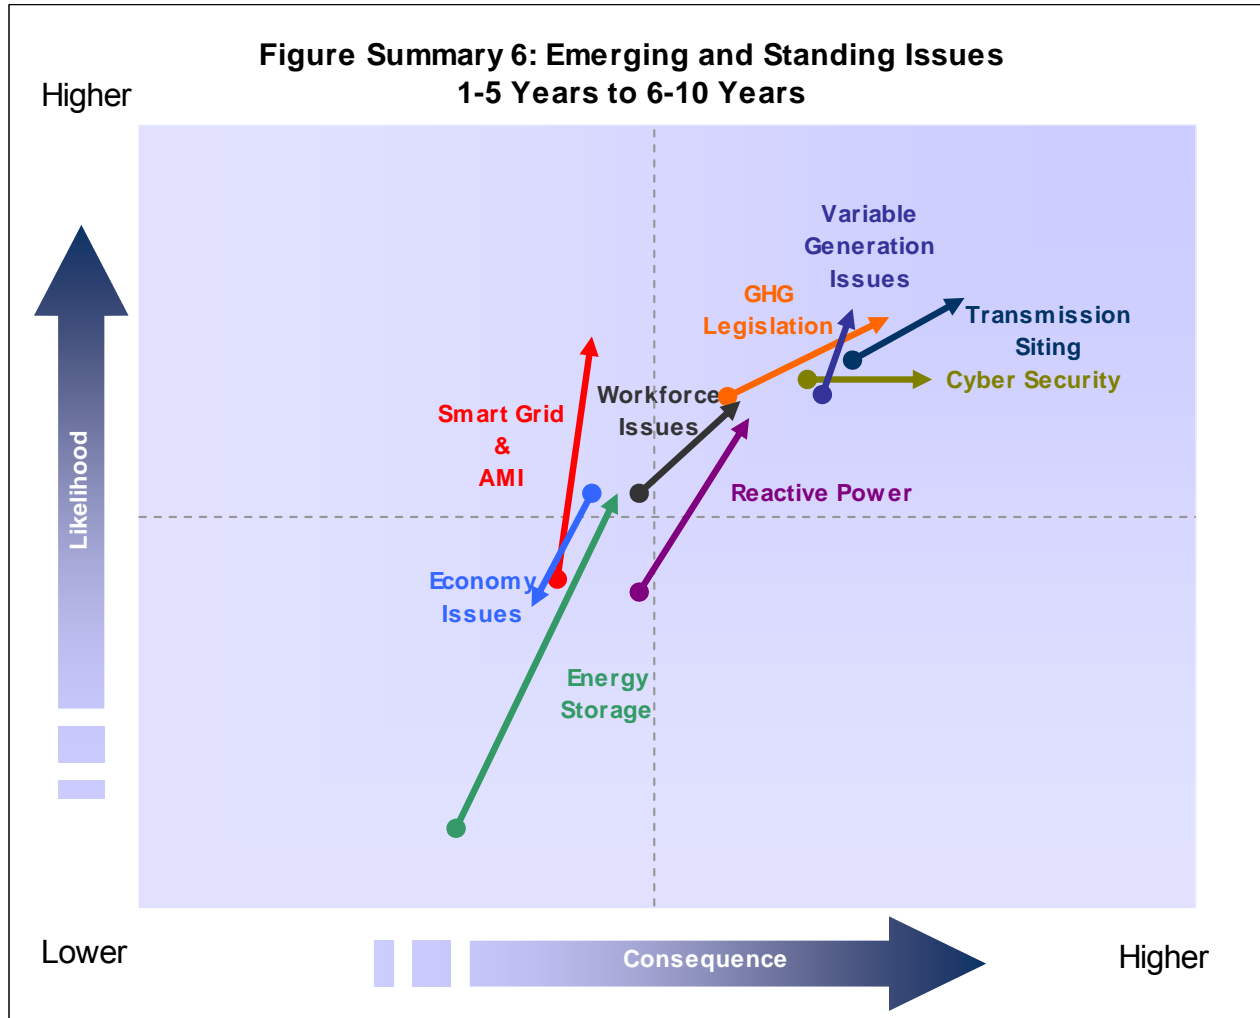 Figure Summary 6: Emerging and Standing Issues
1-5 Years to 6-10 Years
Higher
Variable
Generation
Issues
GHG
Legislation
Transmission
Siting
Cyber Security
Workforce
Issues
Smart Grid
&
AMI
Reactive Power
Economy
Issues
Energy
Storage
Likelihood
Lower
Consequence
Higher